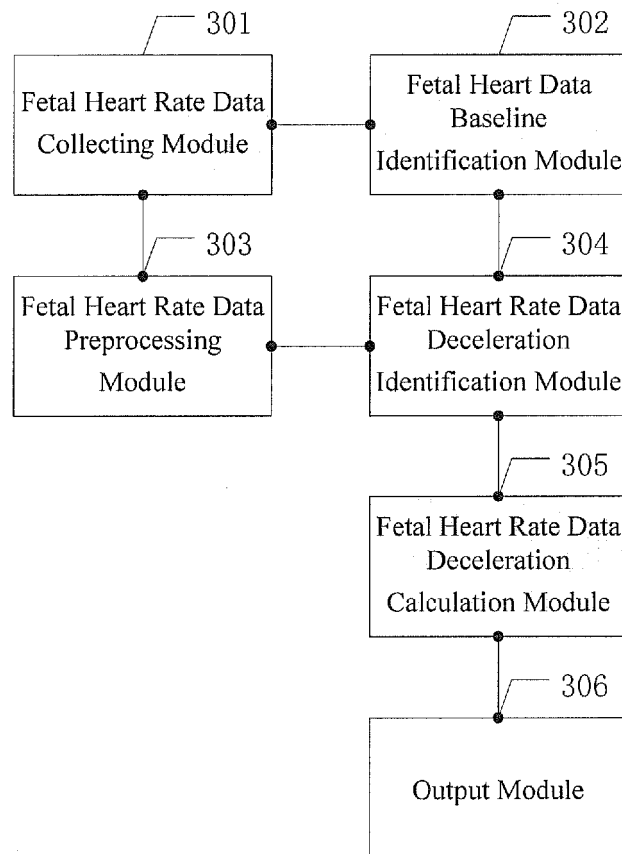 301
Fetal Heart Rate Data
Collecting Module
302
Fetal Heart Data
Baseline
Identification Module
303
Fetal Heart Rate Data
Preprocessing
Module
304
Fetal Heart Rate Data
Deceleration
Identification Module
305
Fetal Heart Rate Data
Deceleration
Calculation Module
306
Output Module